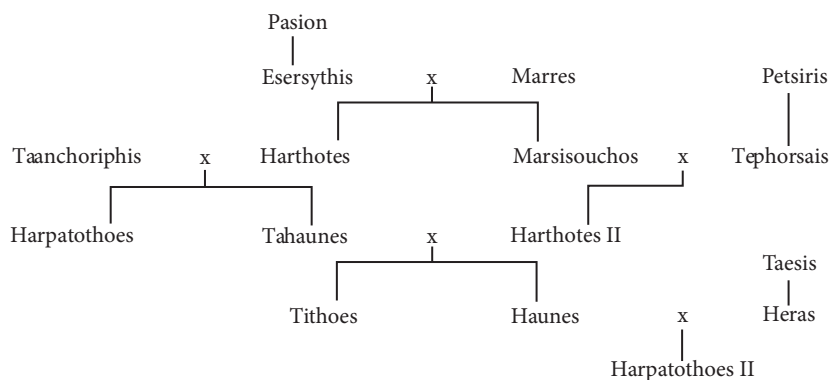 Pasion
Esersythis x Marres Petsiris
Taanchoriphis x Harthotes Marsisouchos x Tephorsais
Harpatothoes Tahaunes x Harthotes II
Taesis
Tithoes Haunes x Heras
Harpatothoes II